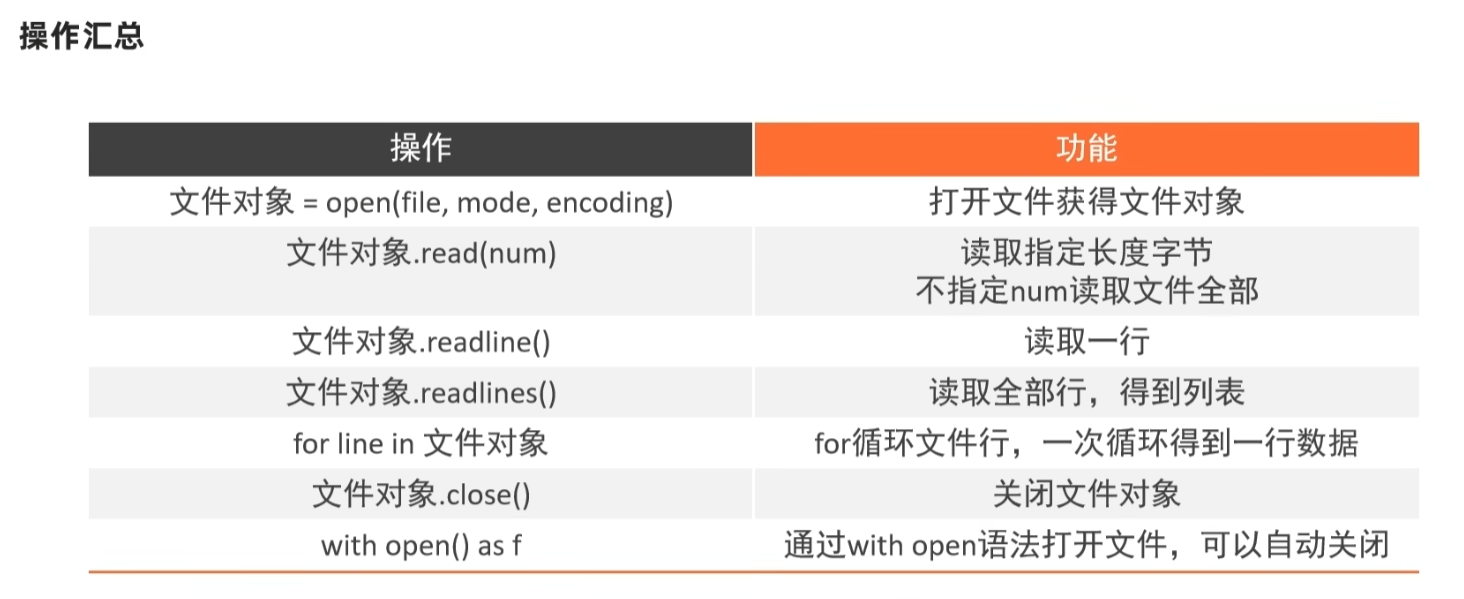 操作汇总
操作 功能
文件对象 = open(file, mode, encoding) 打开文件获得文件对象
文件对象.read(num) 读取指定长度字节
不指定num读取文件全部
文件对象.readline() 读取一行
文件对象.readlines() 读取全部行，得到列表
for line in 文件对象 for循环文件行，一次循环得到一行数据
文件对象.close() 关闭文件对象
with open() as f 通过with open语法打开文件，可以自动关闭